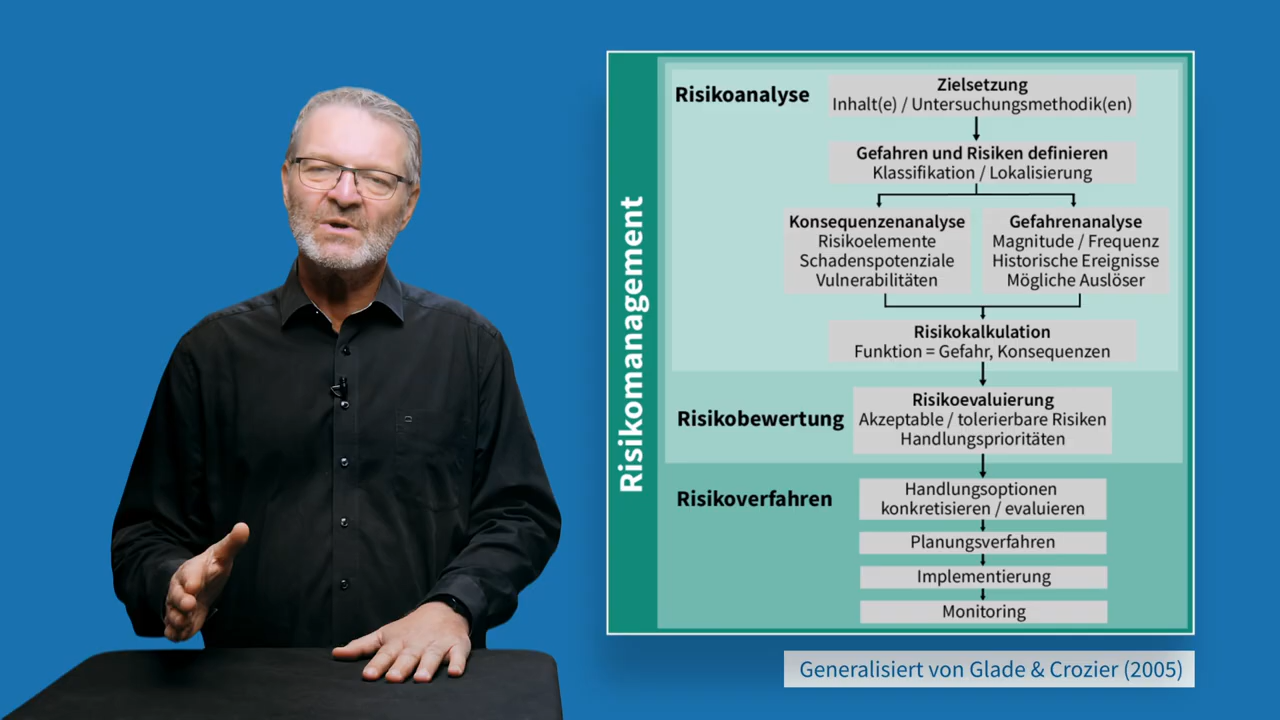 Risikomanagement
Risikoanalyse
Zielsetzung
Inhalt(e) / Untersuchungsmethodik(en)
Gefahren und Risiken definieren
Klassifikation / Lokalisierung
Konsequenzenanalyse
Risikoelemente
Schadenspotenziale
Vulnerabilitäten
Gefahrenanalyse
Magnitude / Frequenz
Historische Ereignisse
Mögliche Auslöser
Risikokalkulation
Funktion = Gefahr, Konsequenzen
Risikobewertung
Risikoevaluierung
Akzeptable / tolerierbare Risiken
Handlungsprioritäten
Risikoverfahren
Handlungsoptionen
konkretisieren / evaluieren
Planungsverfahren
Implementierung
Monitoring
Generalisiert von Glade & Crozier (2005)